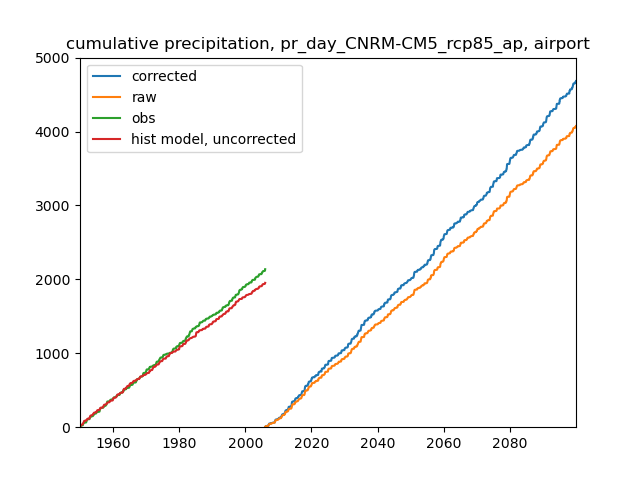 cumulative precipitation, pr_day_CNRM-CM5_rcp85_ap, airport
corrected
raw
obs
hist model, uncorrected
5000
4000
3000
2000
1000
0
1960 1980 2000 2020 2040 2060 2080